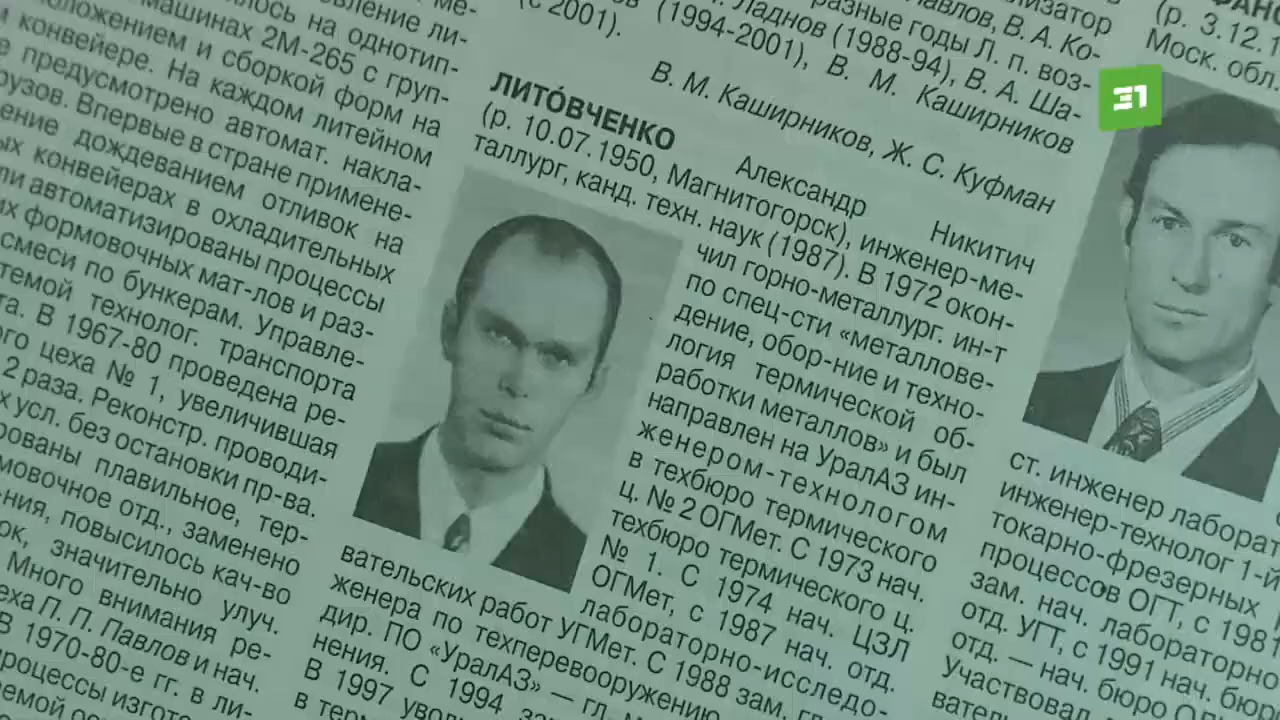 вление ли-
лось на однотип-
машинах 2М-265 с груп-
ложением и сборкой форм на
конвейере. На каждом литейном
предусмотрено автомат. накла-
рузов. Впервые в стране примене-
ение дождеванием отливок на
ых конвейерах в охладительных
ли автоматизированы процессы
их формовочных мат-лов и раз-
смеси по бункерам. Управле-
темой технолог. транспорта
та. В 1967-80 проведена ре-
ого цеха № 1, увеличившая
2 раза. Реконстр. проводи-
х усл. без остановки пр-ва.
рованы плавильное, тер-
мовочное отд., заменено
ния, повысилось кач-во
ок, значительно улуч.
Много внимания ре-
еха П. П. Павлов и нач.
В 1970-80-е гг. в ли-
процессы изгото-
(с 2001).
разные годы Л. п. воз-
Ладнов (1988-94), В. А. Ша-
(1994-2001), В. М. Каширников
В. М. Каширников, Ж. С. Куфман
ЛИТО́ВЧЕНКО Александр Никитич
(р. 10.07.1950, Магнитогорск), инженер-ме-
таллург, канд. техн. наук (1987). В 1972 окон-
чил горно-металлург. ин-т
по спец-сти «металлове-
дение, обор-ние и техно-
логия термической об-
работки металлов» и был
направлен на УралАЗ ин-
женером-технологом
в техбюро термического
ц. № 2 ОГМет. С 1973 нач.
техбюро термического ц.
№ 1. С 1974 нач. ЦЗЛ
ОГМет, с 1987 нач. отд.
лабораторно-исследо-
вательских работ УГМет. С 1988 зам. гл.
женера по техперевооружению
дир. ПО «УралАЗ» — гл.
нения. С 1994
В 1997
(р. 3.12.1
Моск. обл.
31
ст. инженер лаборат
инженер-технолог 1-й
токарно-фрезерных
процессов ОГТ, с 1981
зам. нач. лабораторно
отд. УГТ, с 1991 нач. бюр
отд. — нач. бюро
Участвовал